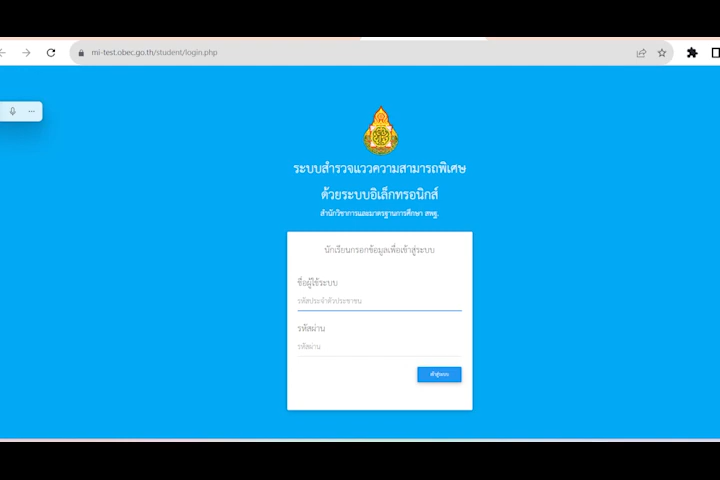 mi-test.obec.go.th/student/login.php
ระบบสำรวจแววความสามารถพิเศษ
ด้วยระบบอิเล็กทรอนิกส์
สำนักวิชาการและมาตรฐานการศึกษา สพฐ.
นักเรียนกรอกข้อมูลเพื่อเข้าสู่ระบบ
ชื่อผู้ใช้ระบบ
รหัสประจำตัวประชาชน
รหัสผ่าน
รหัสผ่าน
เข้าสู่ระบบ